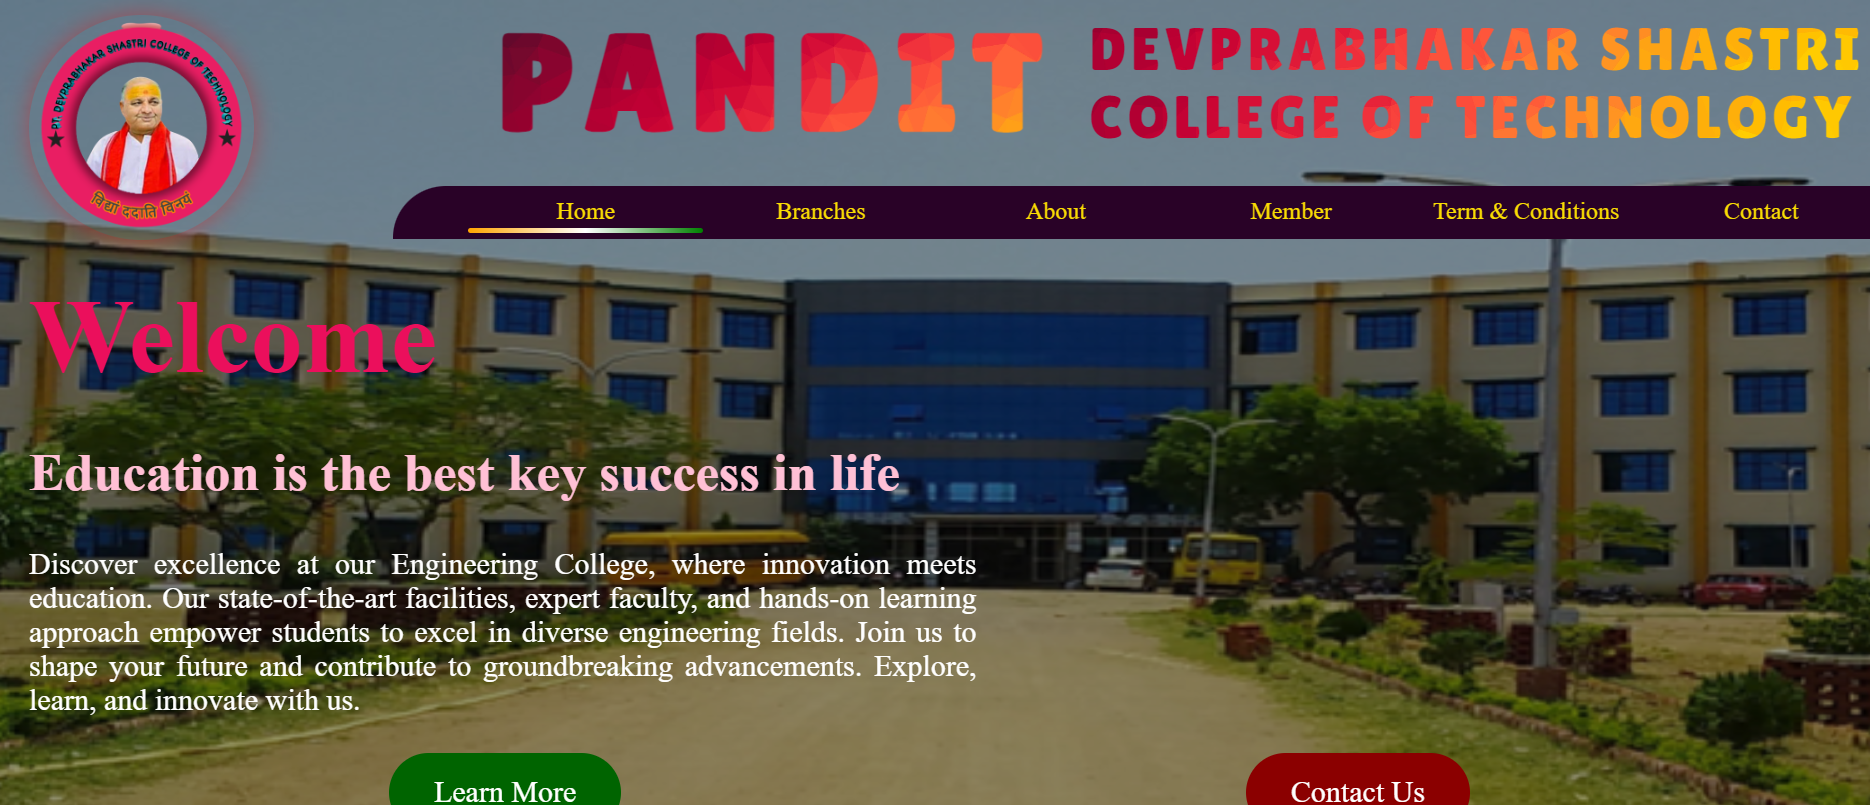 PT. DEVPRABHAKAR SHASTRI COLLEGE OF TECHNOLOGY
विद्यां ददाति विनयं
PANDIT
DEVPRABHAKAR SHASTRI
COLLEGE OF TECHNOLOGY
Home Branches About Member Term & Conditions Contact
Welcome
Education is the best key success in life
Discover excellence at our Engineering College, where innovation meets
education. Our state-of-the-art facilities, expert faculty, and hands-on learning
approach empower students to excel in diverse engineering fields. Join us to
shape your future and contribute to groundbreaking advancements. Explore,
learn, and innovate with us.
Learn More Contact Us